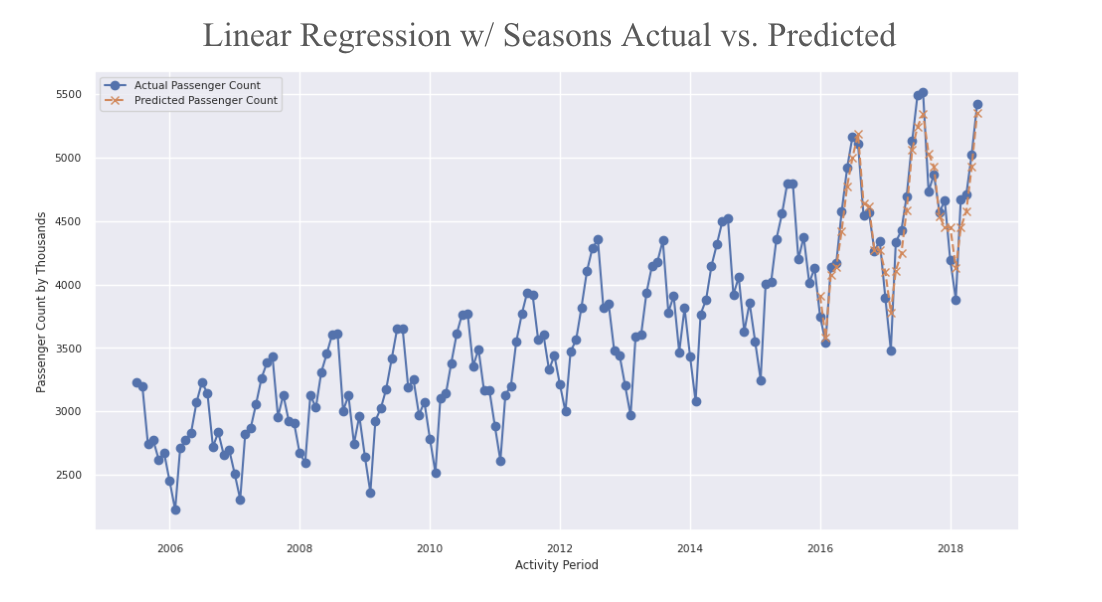 Linear Regression w/ Seasons Actual vs. Predicted
Actual Passenger Count
Predicted Passenger Count
Passenger Count by Thousands
5500
5000
4500
4000
3500
3000
2500
2006 2008 2010 2012 2014 2016 2018
Activity Period